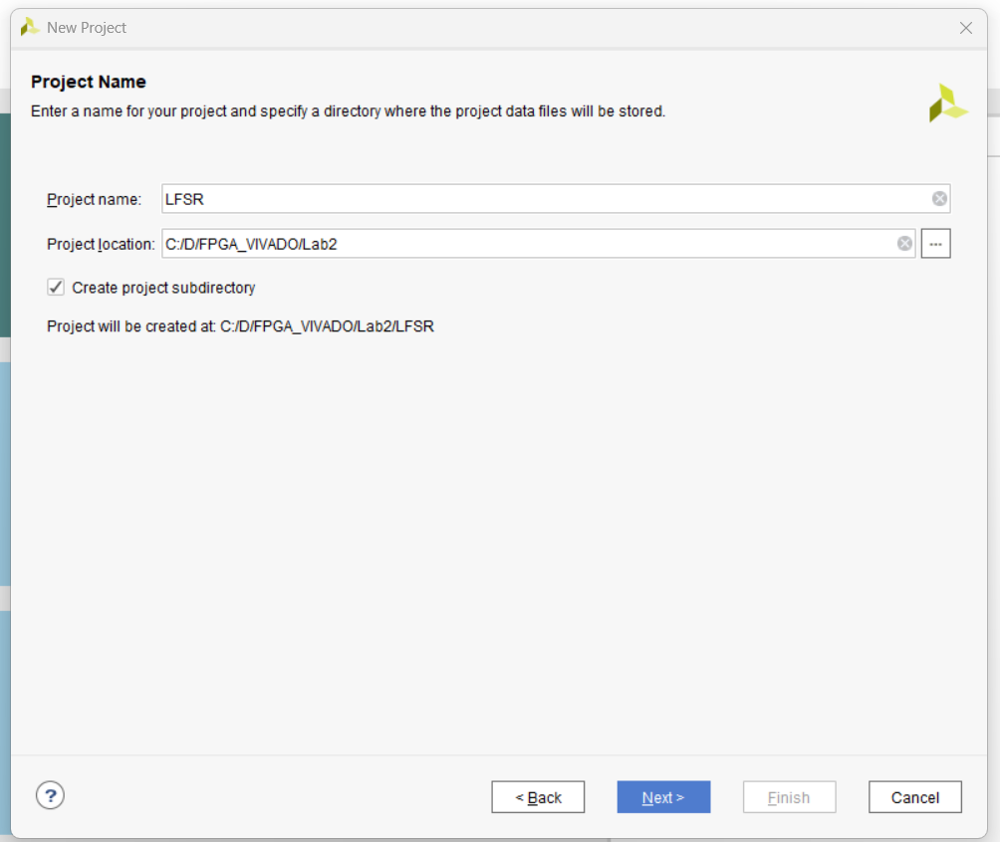 New Project
Project Name
Enter a name for your project and specify a directory where the project data files will be stored.
Project name: LFSR
Project location: C:/D/FPGA_VIVADO/Lab2 ...
Create project subdirectory
Project will be created at: C:/D/FPGA_VIVADO/Lab2/LFSR
? < Back Next > Finish Cancel